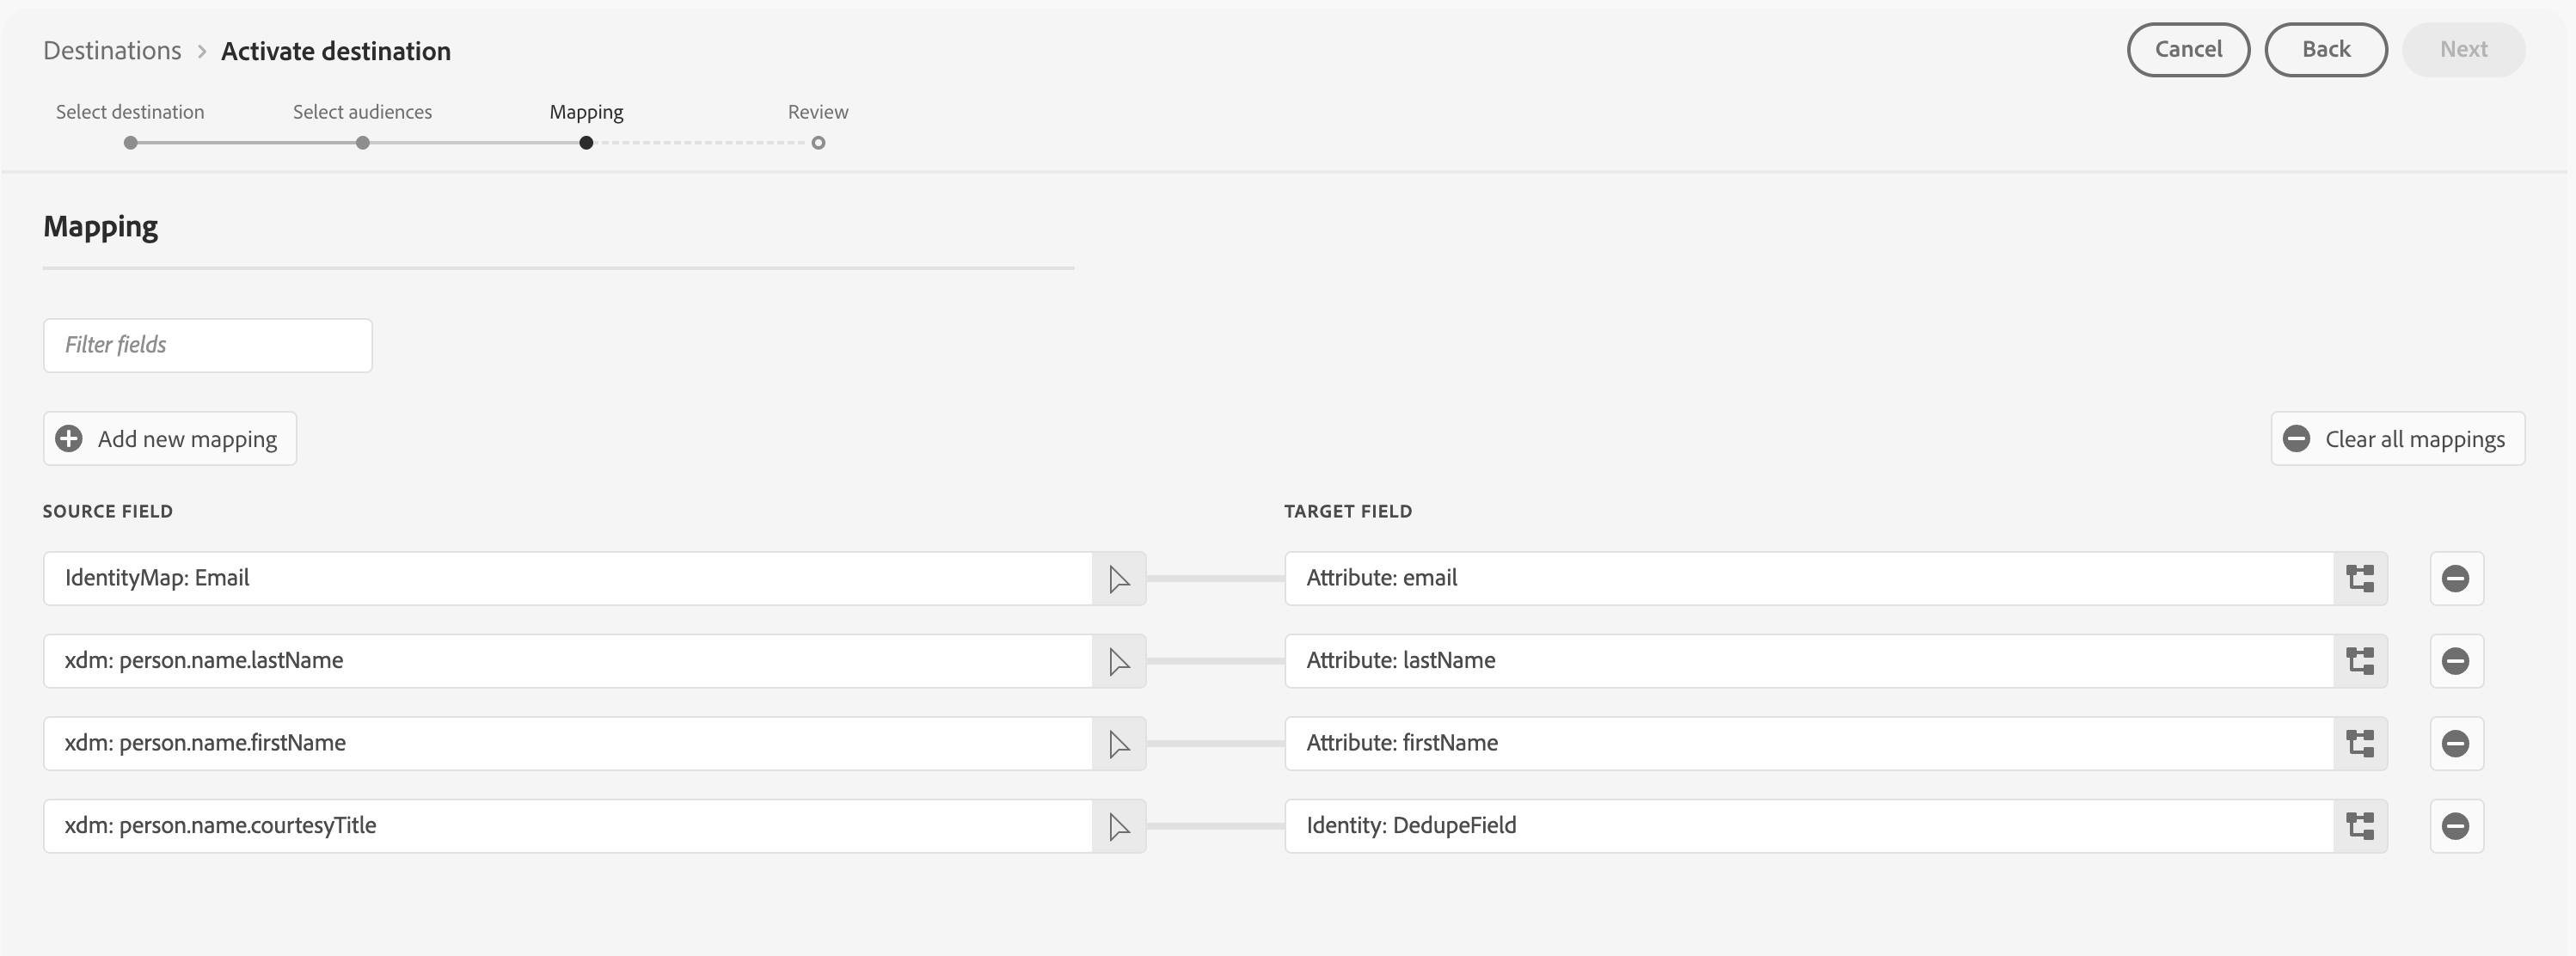 Destinations > Activate destination
Cancel
Back
Next
Select destination
Select audiences
Mapping
Review
Mapping
Filter fields
Add new mapping
Clear all mappings
SOURCE FIELD
TARGET FIELD
IdentityMap: Email
Attribute: email
xdm: person.name.lastName
Attribute: lastName
xdm: person.name.firstName
Attribute: firstName
xdm: person.name.courtesyTitle
Identity: DedupeField